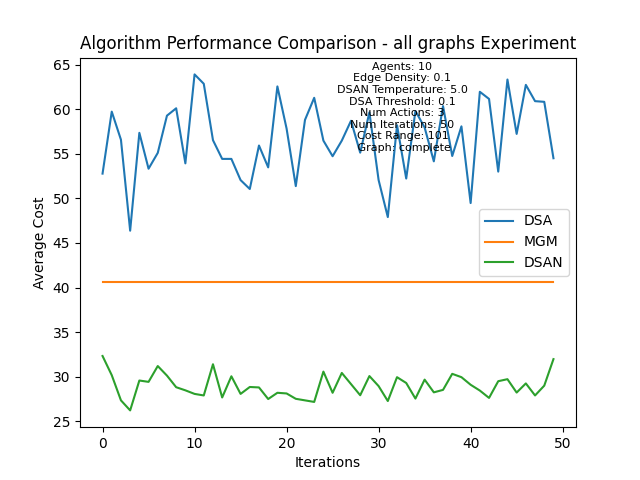 Algorithm Performance Comparison - all graphs Experiment
Agents: 10
Edge Density: 0.1
DSAN Temperature: 5.0
DSA Threshold: 0.1
Num Actions: 3
Num Iterations: 50
Cost Range: 101
Graph: complete
65
60
55
50
45
40
35
30
25
Average Cost
DSA
MGM
DSAN
0
10
20
30
40
50
Iterations